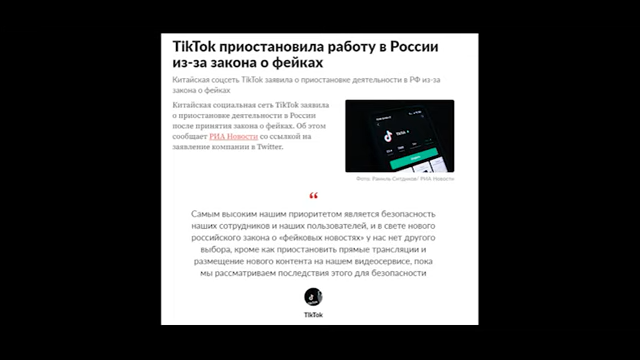 TikTok приостановила работу в России
из-за закона о фейках
Китайская соцсеть TikTok заявила о приостановке деятельности в РФ из-за
закона о фейках
Китайская социальная сеть TikTok заявила
о приостановке деятельности в России
после принятия закона о фейках. Об этом
сообщает РИА Новости со ссылкой на
заявление компании в Twitter.
Фото: Рамиль Ситдиков/ РИА Новости
“
Самым высоким нашим приоритетом является безопасность
наших сотрудников и наших пользователей, и в свете нового
российского закона о «фейковых новостях» у нас нет другого
выбора, кроме как приостановить прямые трансляции и
размещение нового контента на нашем видеосервисе, пока
мы рассматриваем последствия этого для безопасности
TikTok